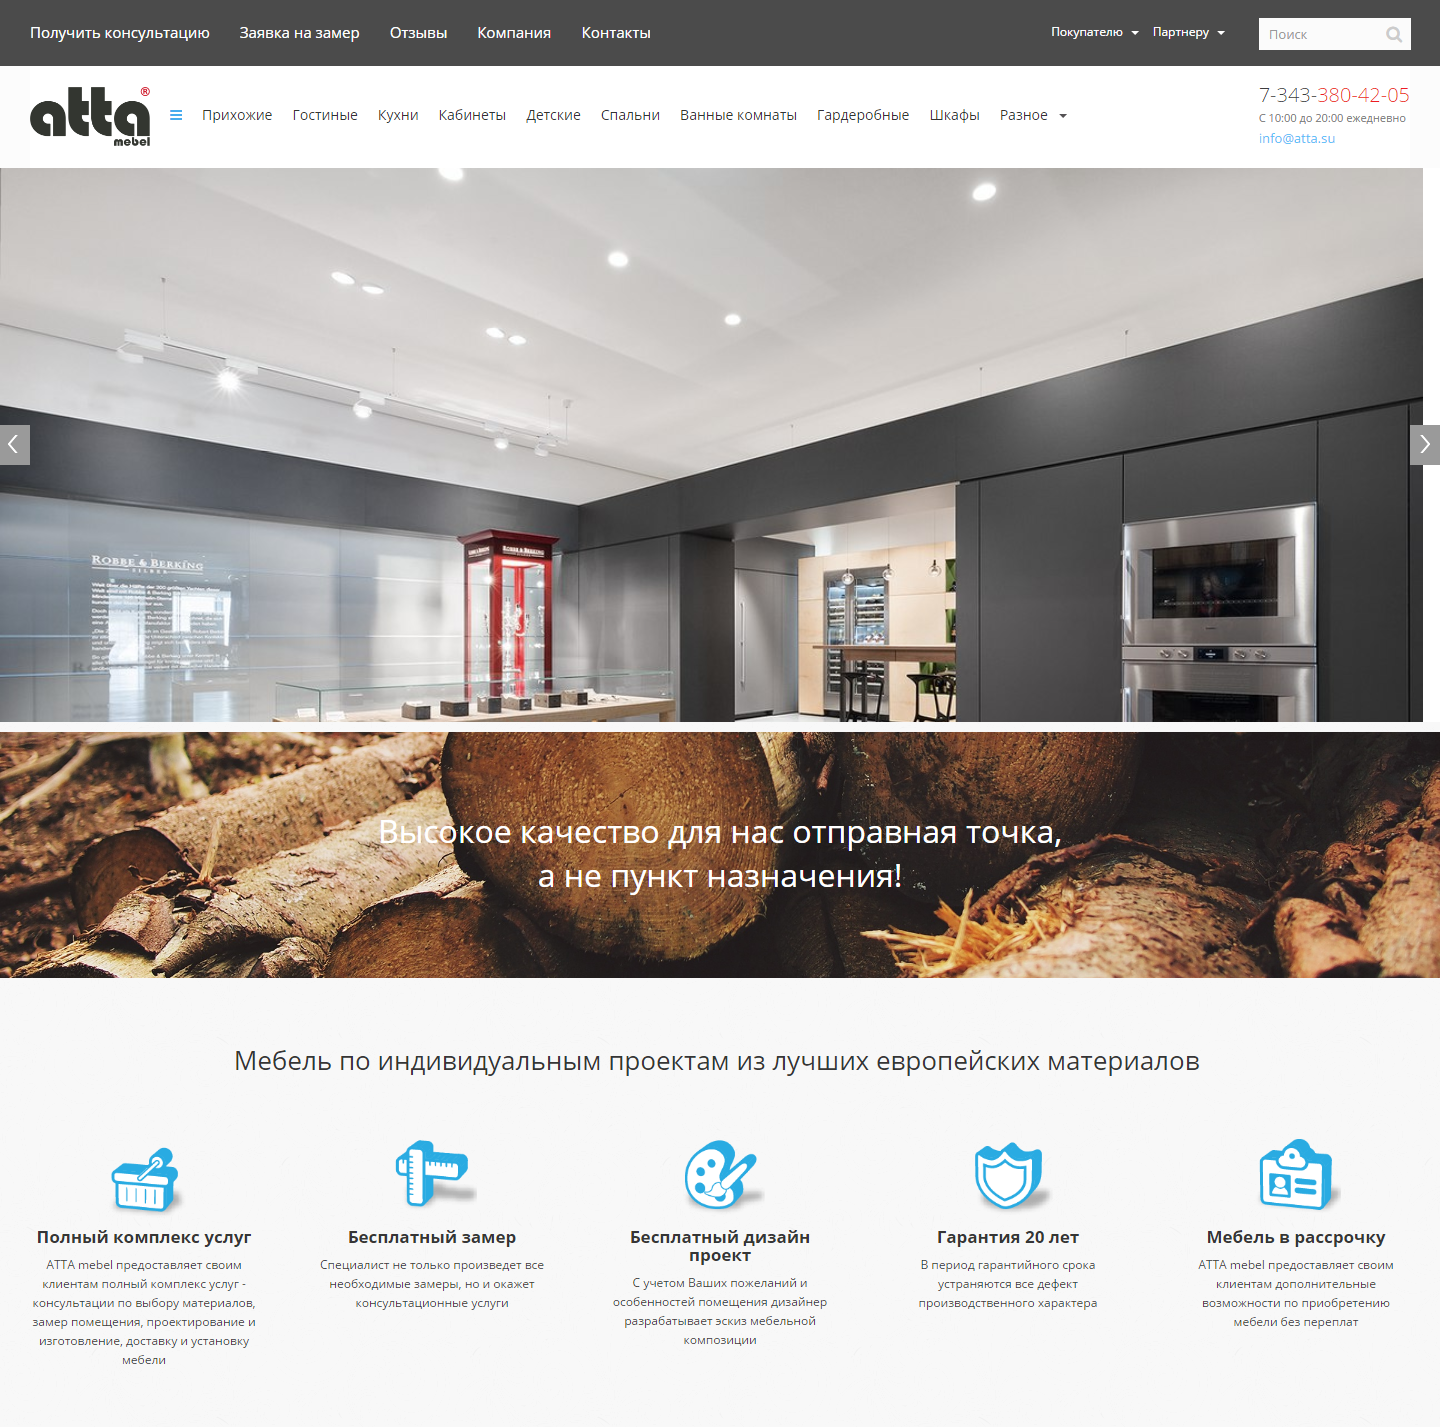 Получить консультацию Заявка на замер Отзывы Компания Контакты Покупателю Партнеру Поиск
atta®
mebel
Прихожие Гостиные Кухни Кабинеты Детские Спальни Ванные комнаты Гардеробные Шкафы Разное
7-343-380-42-05
С 10:00 до 20:00 ежедневно
info@atta.su
ROBBE & BERKING
SILBER
ROBBE & BERKING
Высокое качество для нас отправная точка,
а не пункт назначения!
Мебель по индивидуальным проектам из лучших европейских материалов
Полный комплекс услуг
АТТА mebel предоставляет своим
клиентам полный комплекс услуг -
консультации по выбору материалов,
замер помещения, проектирование и
изготовление, доставку и установку
мебели
Бесплатный замер
Специалист не только произведет все
необходимые замеры, но и окажет
консультационные услуги
Бесплатный дизайн
проект
С учетом Ваших пожеланий и
особенностей помещения дизайнер
разрабатывает эскиз мебельной
композиции
Гарантия 20 лет
В период гарантийного срока
устраняются все дефект
производственного характера
Мебель в рассрочку
АТТА mebel предоставляет своим
клиентам дополнительные
возможности по приобретению
мебели без переплат